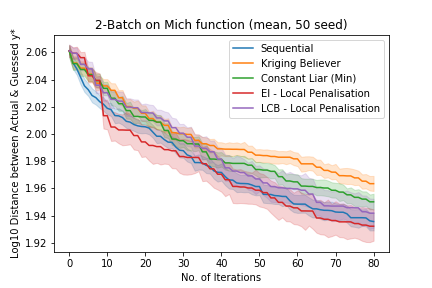 2-Batch on Mich function (mean, 50 seed)
Log10 Distance between Actual & Guessed y*
2.06
2.04
2.02
2.00
1.98
1.96
1.94
1.92
Sequential
Kriging Believer
Constant Liar (Min)
EI - Local Penalisation
LCB - Local Penalisation
0 10 20 30 40 50 60 70 80
No. of Iterations